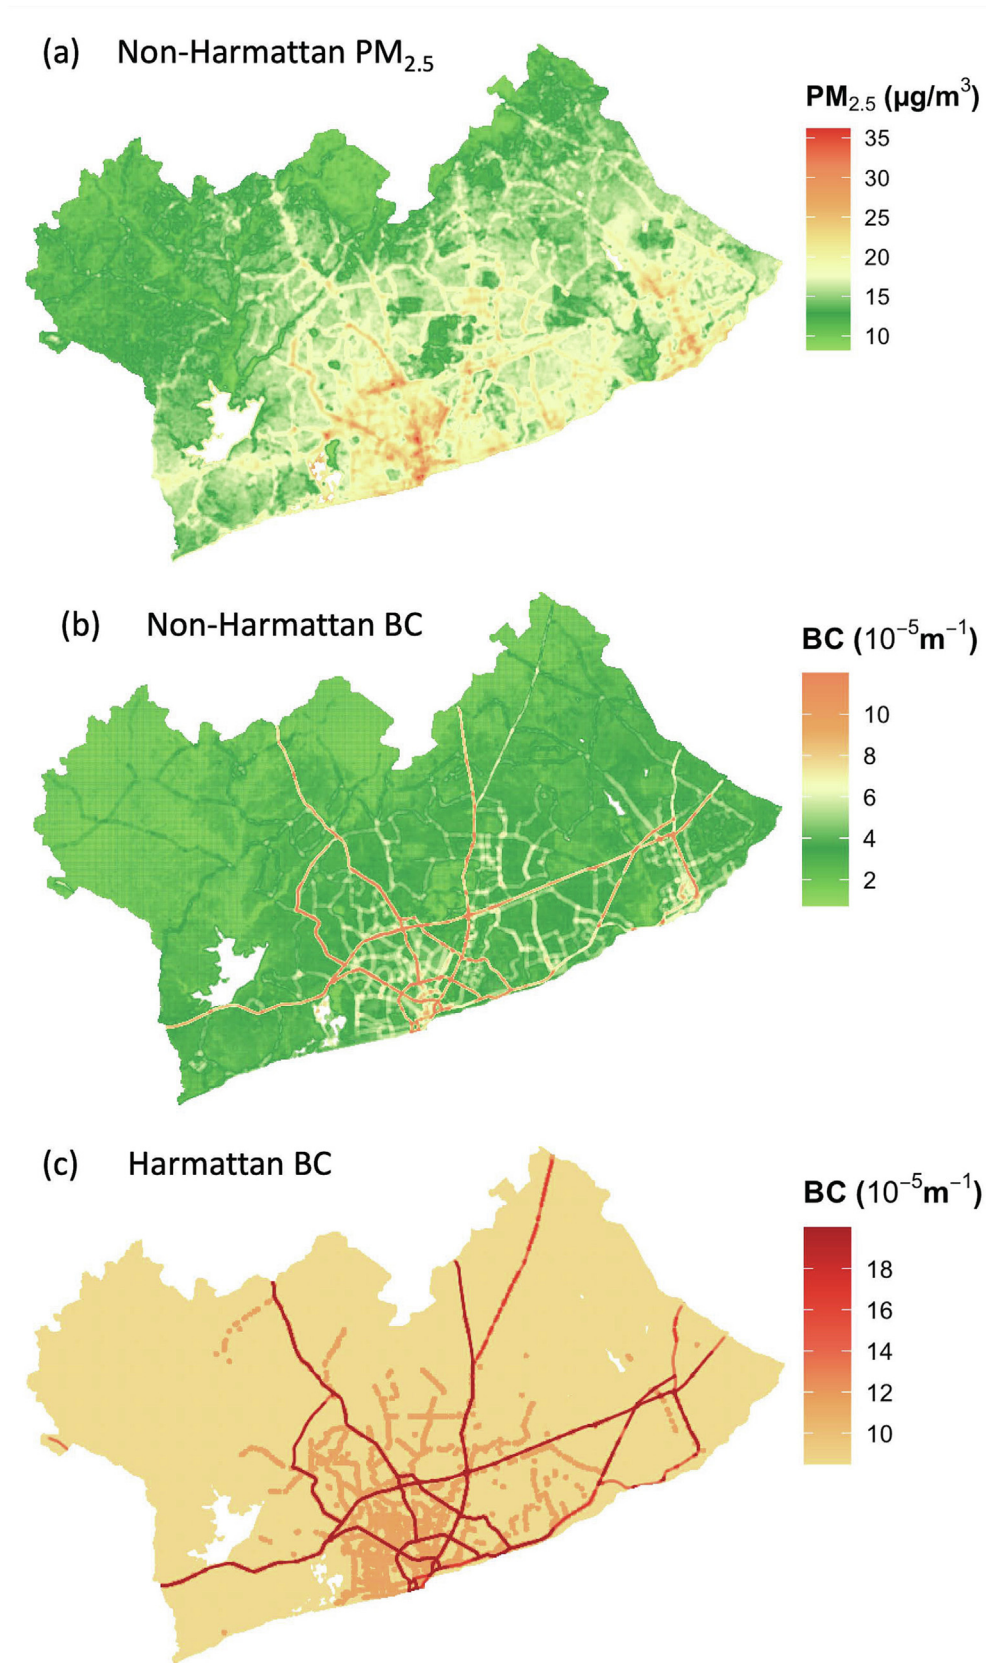 (a) Non-Harmattan PM₂.₅
PM₂.₅ (µg/m³)
35
30
25
20
15
10
(b) Non-Harmattan BC
BC (10⁻⁵m⁻¹)
10
8
6
4
2
(c) Harmattan BC
BC (10⁻⁵m⁻¹)
18
16
14
12
10